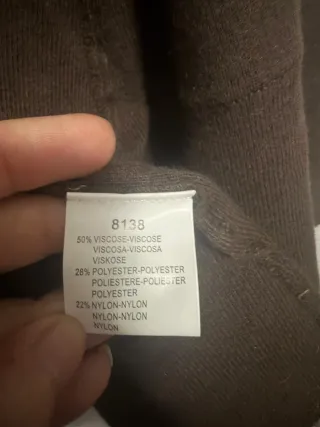 8138
50% VISCOSE-VISCOSE
VISCOSA-VISCOSA
VISKOSE
28% POLYESTER-POLYESTER
POLIESTERE-POLIESTER
POLYESTER
22% NYLON-NYLON
NYLON-NYLON
NYLON